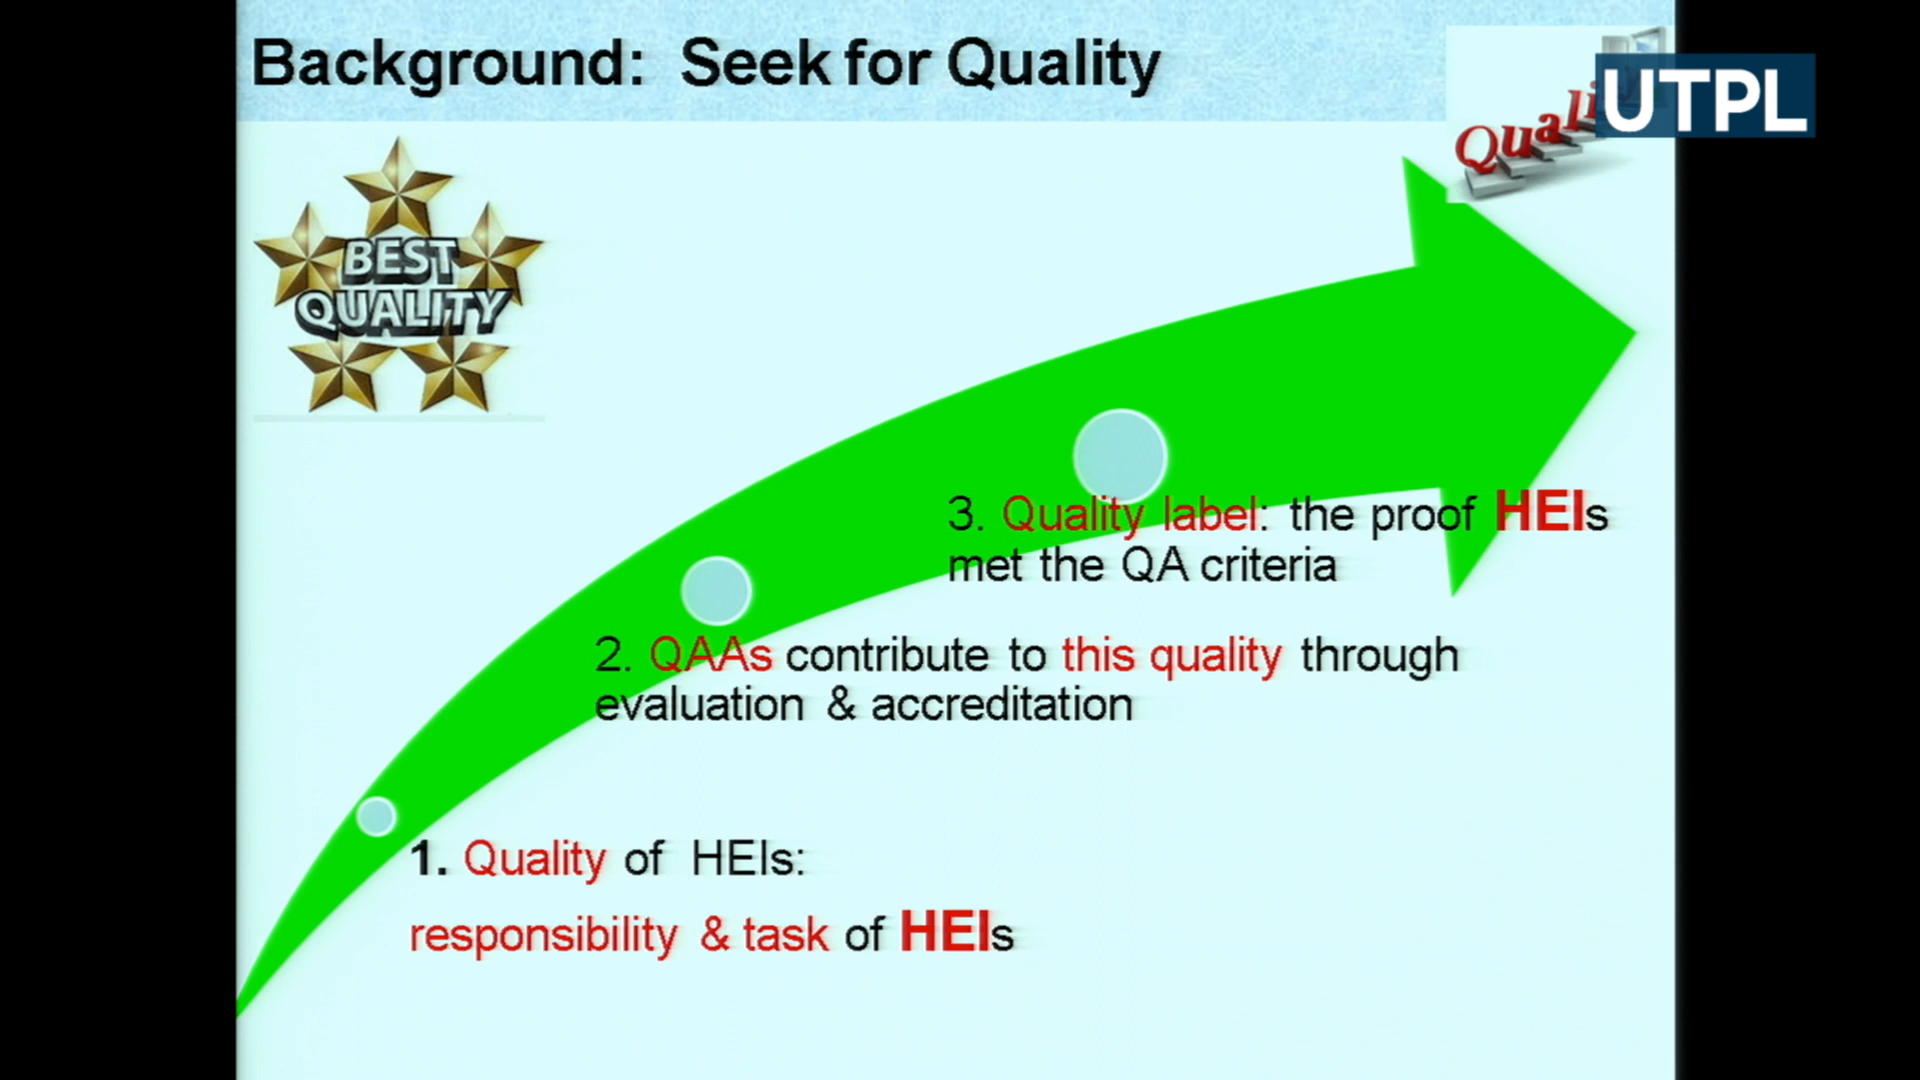 Background: Seek for Quality
Quali
UTPL
BEST
QUALITY
3. Quality label: the proof HEIs
met the QA criteria
2. QAAs contribute to this quality through
evaluation & accreditation
1. Quality of HEIs:
responsibility & task of HEIs